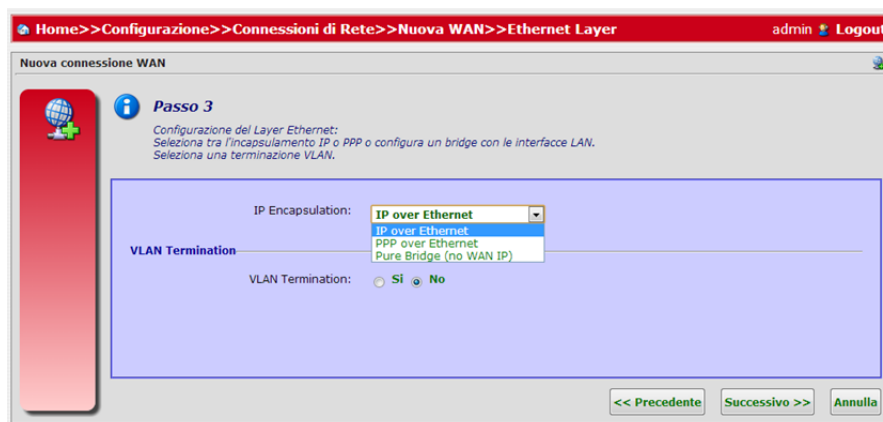 Home>>Configurazione>>Connessioni di Rete>>Nuova WAN>>Ethernet Layer admin Logout
Nuova connessione WAN
Passo 3
Configurazione del Layer Ethernet:
Seleziona tra l'incapsulamento IP o PPP o configura un bridge con le interfacce LAN.
Seleziona una terminazione VLAN.
IP Encapsulation: IP over Ethernet
IP over Ethernet
PPP over Ethernet
Pure Bridge (no WAN IP)
VLAN Termination
VLAN Termination: Si No
<< Precedente Successivo >> Annulla